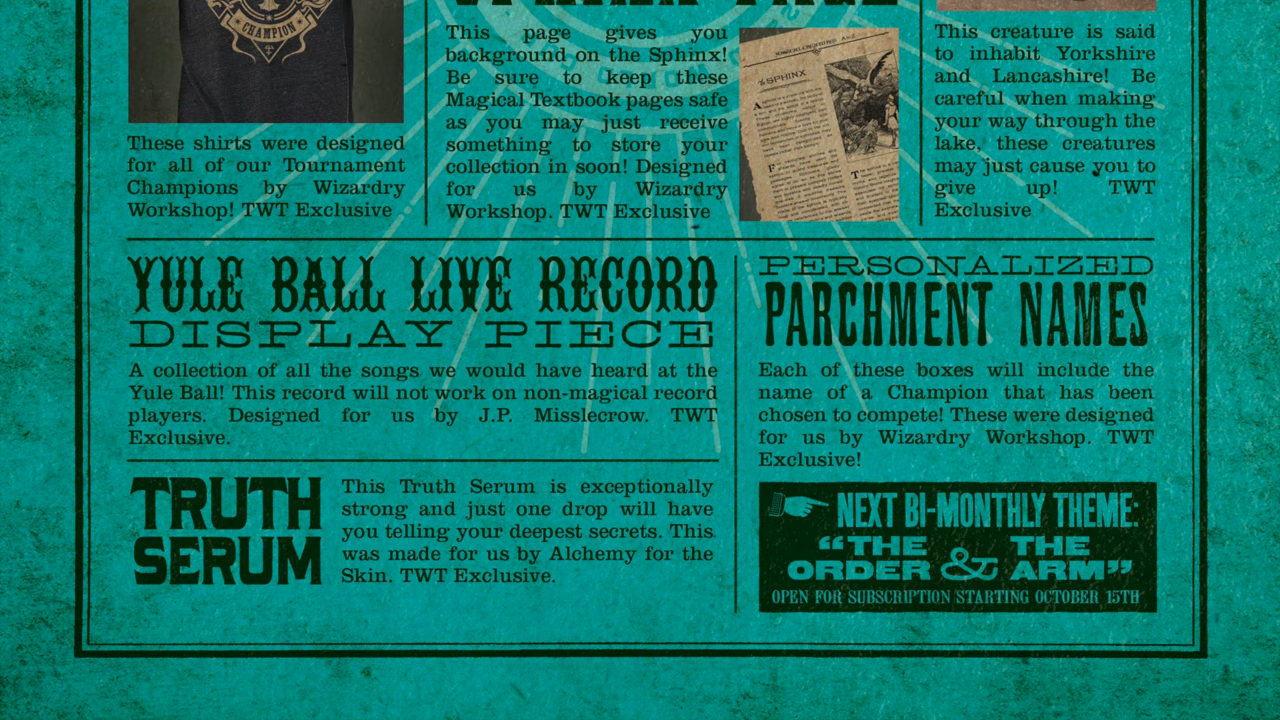 CHAMPION
These shirts were designed
for all of our Tournament
Champions by Wizardry
Workshop! TWT Exclusive
This page gives you
background on the Sphinx!
Be sure to keep these
Magical Textbook pages safe
as you may just receive
something to store your
collection in soon! Designed
for us by Wizardry
Workshop. TWT Exclusive
SPHINX
This creature is said
to inhabit Yorkshire
and Lancashire! Be
careful when making
your way through the
lake, these creatures
may just cause you to
give up! TWT
Exclusive
YULE BALL LIVE RECORD
DISPLAY PIECE
A collection of all the songs we would have heard at the
Yule Ball! This record will not work on non-magical record
players. Designed for us by J.P. Misslecrow. TWT
Exclusive.
TRUTH
SERUM
This Truth Serum is exceptionally
strong and just one drop will have
you telling your deepest secrets. This
was made for us by Alchemy for the
Skin. TWT Exclusive.
PERSONALIZED
PARCHMENT NAMES
Each of these boxes will include the
name of a Champion that has been
chosen to compete! These were designed
for us by Wizardry Workshop. TWT
Exclusive!
NEXT BI-MONTHLY THEME:
"THE ORDER & THE ARM"
OPEN FOR SUBSCRIPTION STARTING OCTOBER 15TH